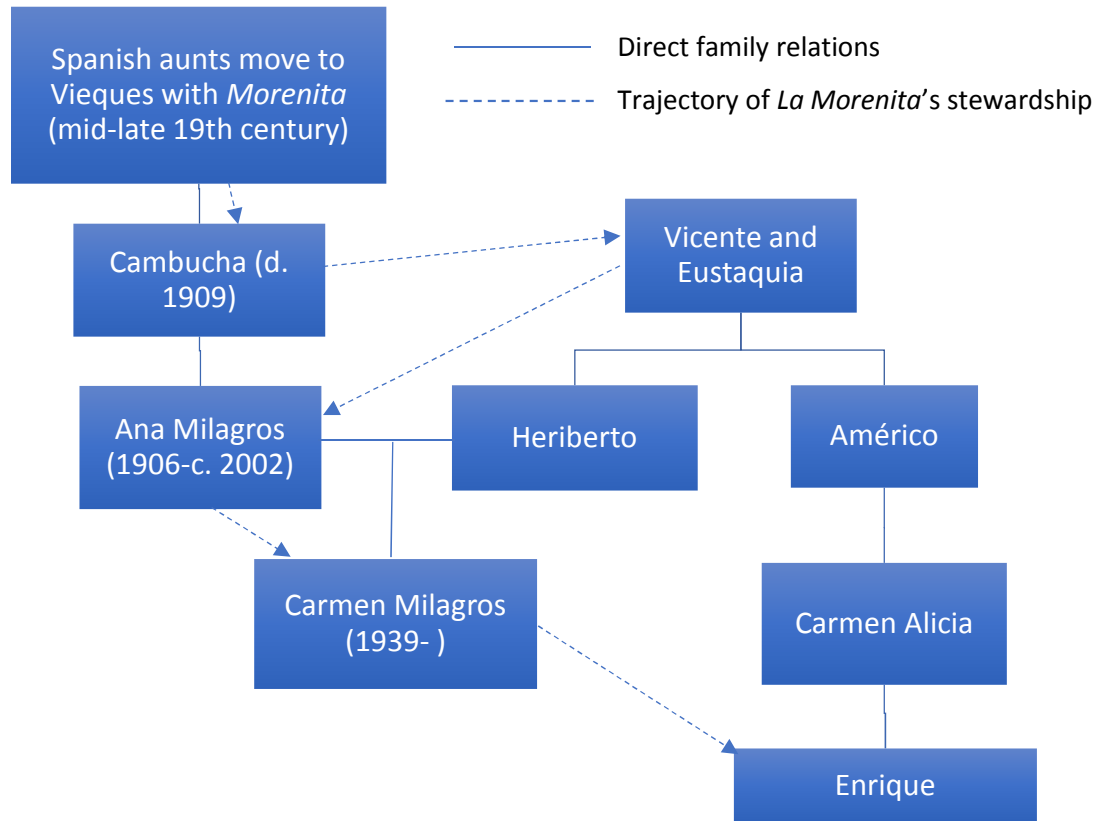 Spanish aunts move to
Vieques with Morenita
(mid-late 19th century)
Direct family relations
Trajectory of La Morenita's stewardship
Cambucha (d.
1909)
Vicente and
Eustaquia
Ana Milagros
(1906-c. 2002)
Heriberto
Américo
Carmen Milagros
(1939- )
Carmen Alicia
Enrique